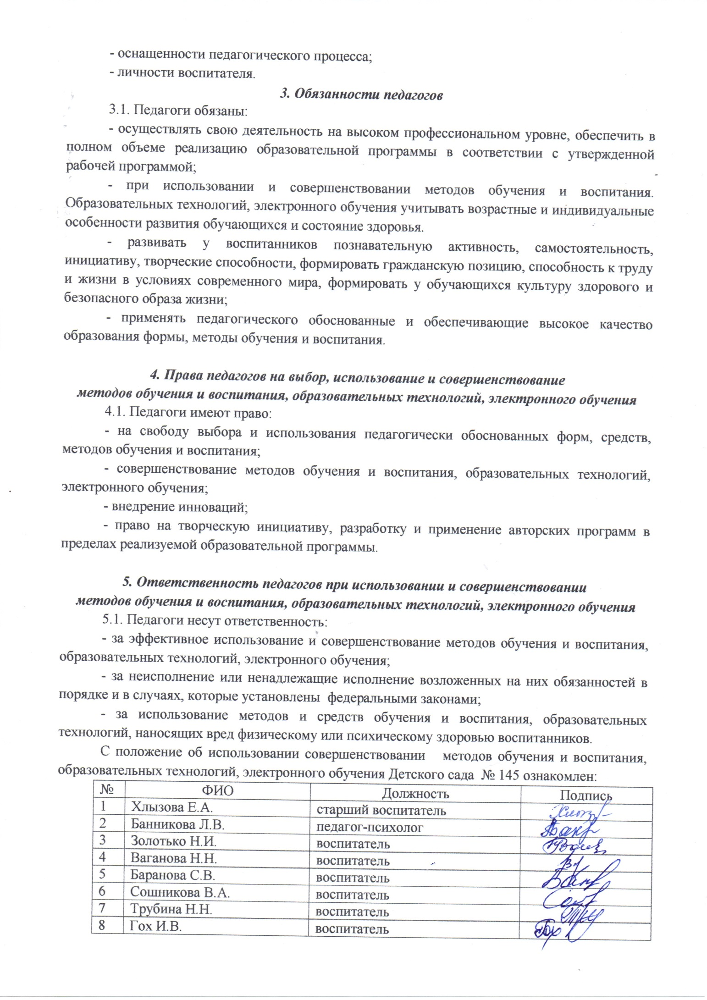 - оснащенности педагогического процесса;
- личности воспитателя.
3. Обязанности педагогов
3.1. Педагоги обязаны:
- осуществлять свою деятельность на высоком профессиональном уровне, обеспечить в
полном объеме реализацию образовательной программы в соответствии с утвержденной
рабочей программой;
- при использовании и совершенствовании методов обучения и воспитания.
Образовательных технологий, электронного обучения учитывать возрастные и индивидуальные
особенности развития обучающихся и состояние здоровья.
- развивать у воспитанников познавательную активность, самостоятельность,
инициативу, творческие способности, формировать гражданскую позицию, способность к труду
и жизни в условиях современного мира, формировать у обучающихся культуру здорового и
безопасного образа жизни;
- применять педагогического обоснованные и обеспечивающие высокое качество
образования формы, методы обучения и воспитания.
4. Права педагогов на выбор, использование и совершенствование
методов обучения и воспитания, образовательных технологий, электронного обучения
4.1. Педагоги имеют право:
- на свободу выбора и использования педагогически обоснованных форм, средств,
методов обучения и воспитания;
- совершенствование методов обучения и воспитания, образовательных технологий,
электронного обучения;
- внедрение инноваций;
- право на творческую инициативу, разработку и применение авторских программ в
пределах реализуемой образовательной программы.
5. Ответственность педагогов при использовании и совершенствовании
методов обучения и воспитания, образовательных технологий, электронного обучения
5.1. Педагоги несут ответственность:
- за эффективное использование и совершенствование методов обучения и воспитания,
образовательных технологий, электронного обучения;
- за неисполнение или ненадлежащие исполнение возложенных на них обязанностей в
порядке и в случаях, которые установлены федеральными законами;
- за использование методов и средств обучения и воспитания, образовательных
технологий, наносящих вред физическому или психическому здоровью воспитанников.
С положение об использовании совершенствовании методов обучения и воспитания,
образовательных технологий, электронного обучения Детского сада № 145 ознакомлен:
№ ФИО Должность Подпись
1 Хлызова Е.А. старший воспитатель
2 Банникова Л.В. педагог-психолог
3 Золотько Н.И. воспитатель
4 Ваганова Н.Н. воспитатель
5 Баранова С.В. воспитатель
6 Сошникова В.А. воспитатель
7 Трубина Н.Н. воспитатель
8 Гох И.В. воспитатель